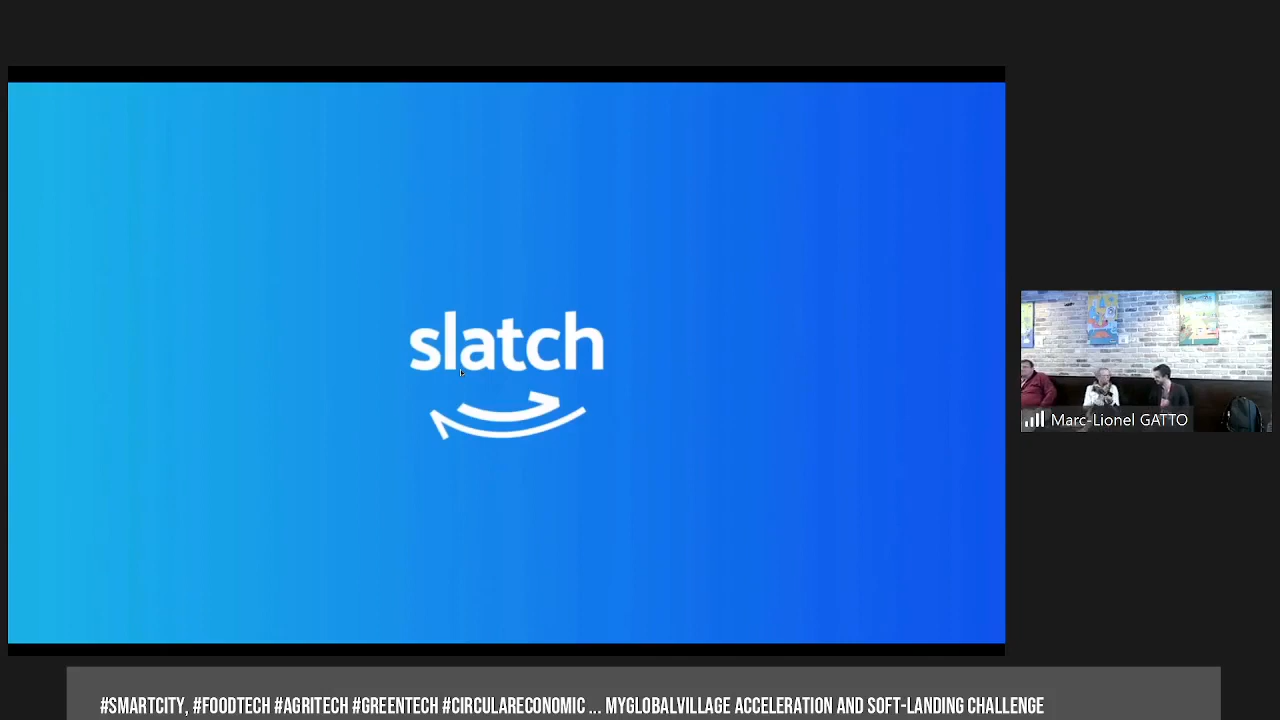 slatch
Marc-Lionel GATTO
#SMARTCITY, #FOODTECH #AGRITECH #GREENTECH #CIRCULARECONOMIC ... MYGLOBALVILLAGE ACCELERATION AND SOFT-LANDING CHALLENGE